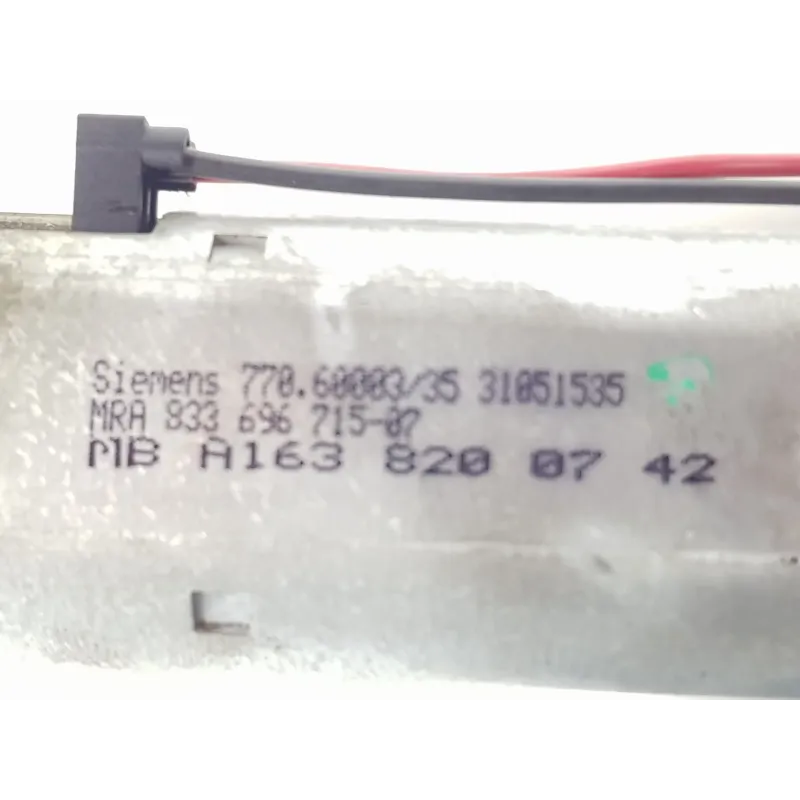 Siemens 770.60003/35 31051535
MRA 833 696 715-07
MB A163 820 07 42